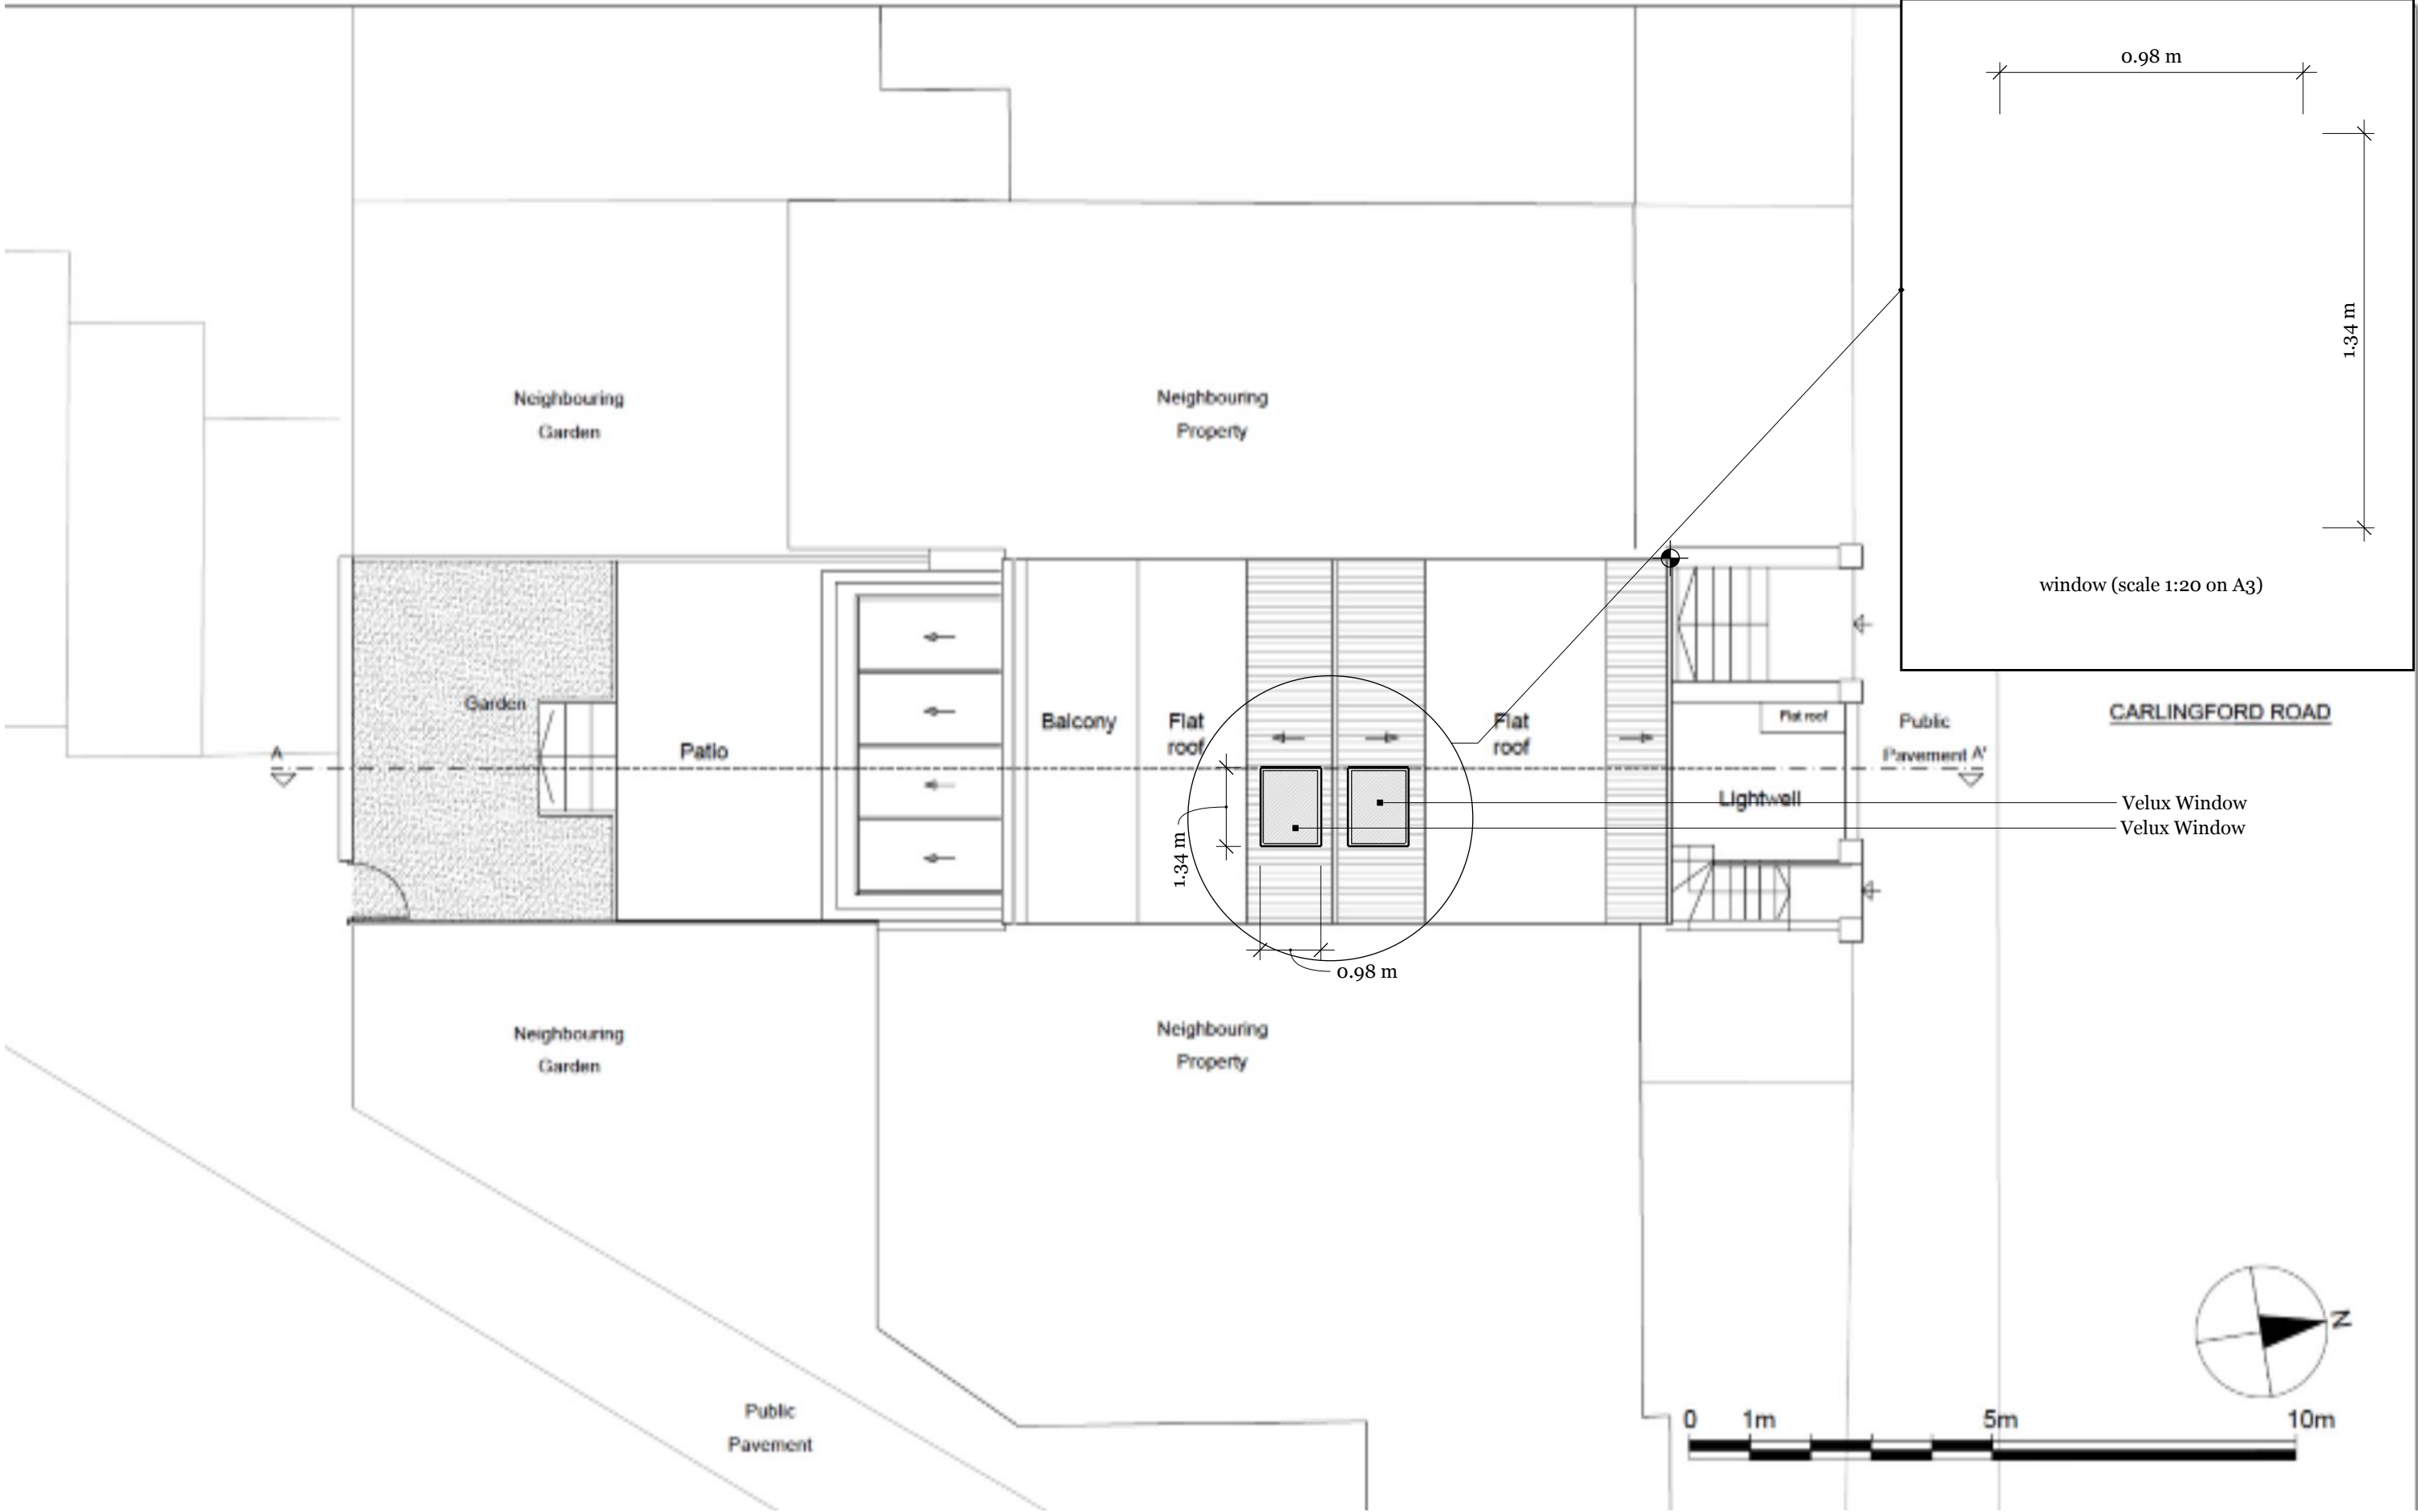 0.98 m
1.34 m
window (scale 1:20 on A3)
Neighbouring
Garden
Neighbouring
Property
Garden
Patio
Balcony
Flat
roof
Flat
roof
Flat roof
Public
Pavement A'
CARLINGFORD ROAD
A
Lightwell
Velux Window
Velux Window
1.34 m
0.98 m
Neighbouring
Garden
Neighbouring
Property
Public
Pavement
N
0 1m 5m 10m